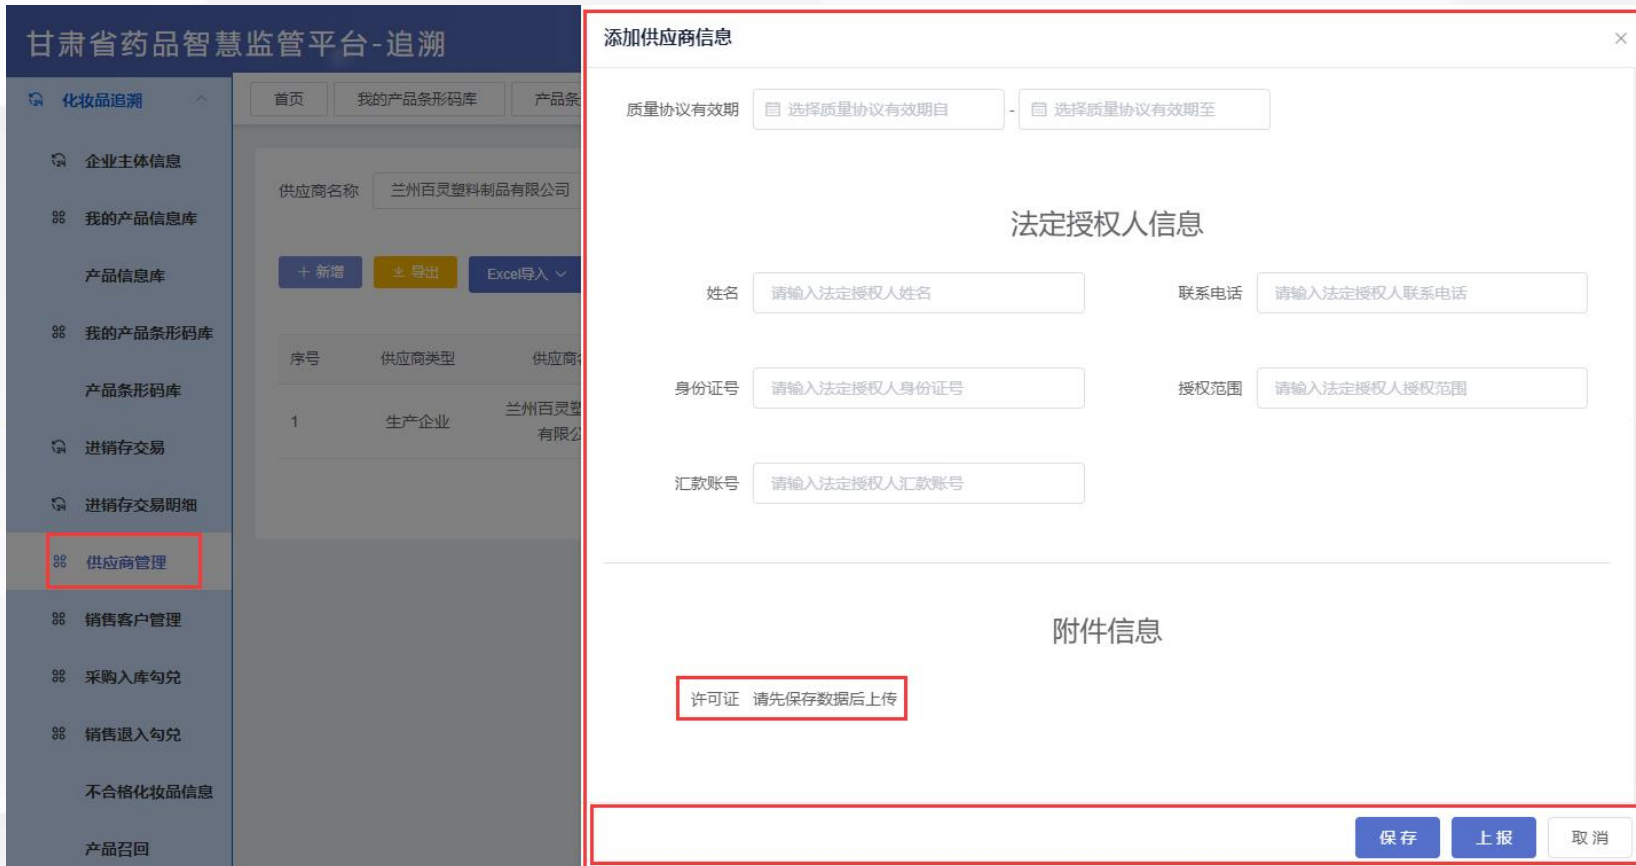 甘肃省药品智慧监管平台-追溯
化妆品追溯
企业主体信息
我的产品信息库
产品信息库
我的产品条形码库
产品条形码库
进销存交易
进销存交易明细
供应商管理
销售客户管理
采购入库勾兑
销售退入勾兑
不合格化妆品信息
产品召回
首页 我的产品条形码库 产品条
供应商名称 兰州百灵塑料制品有限公司
新增 导出 Excel导入
序号 供应商类型 供应商
1 生产企业 兰州百灵塑
有限公
添加供应商信息
质量协议有效期 选择质量协议有效期自 - 选择质量协议有效期至
法定授权人信息
姓名 请输入法定授权人姓名 联系电话 请输入法定授权人联系电话
身份证号 请输入法定授权人身份证号 授权范围 请输入法定授权人授权范围
汇款账号 请输入法定授权人汇款账号
附件信息
许可证 请先保存数据后上传
保存 上报 取消